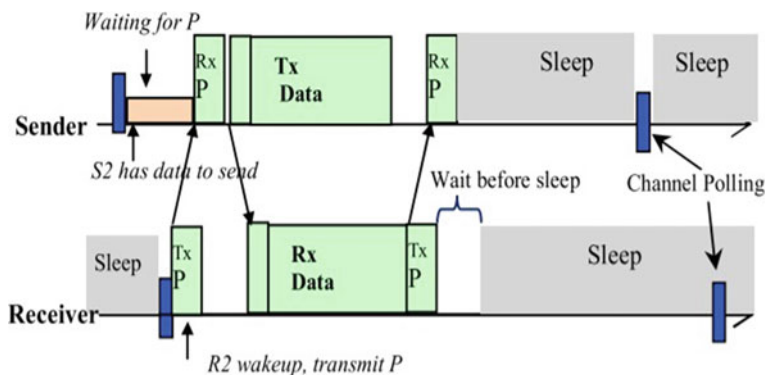 Waiting for P
Rx
P
Tx
Data
Rx
P
Sleep
Sleep
Sender
S2 has data to send
Wait before sleep
Channel Polling
Sleep
Tx
P
Rx
Data
Tx
P
Sleep
Receiver
R2 wakeup, transmit P